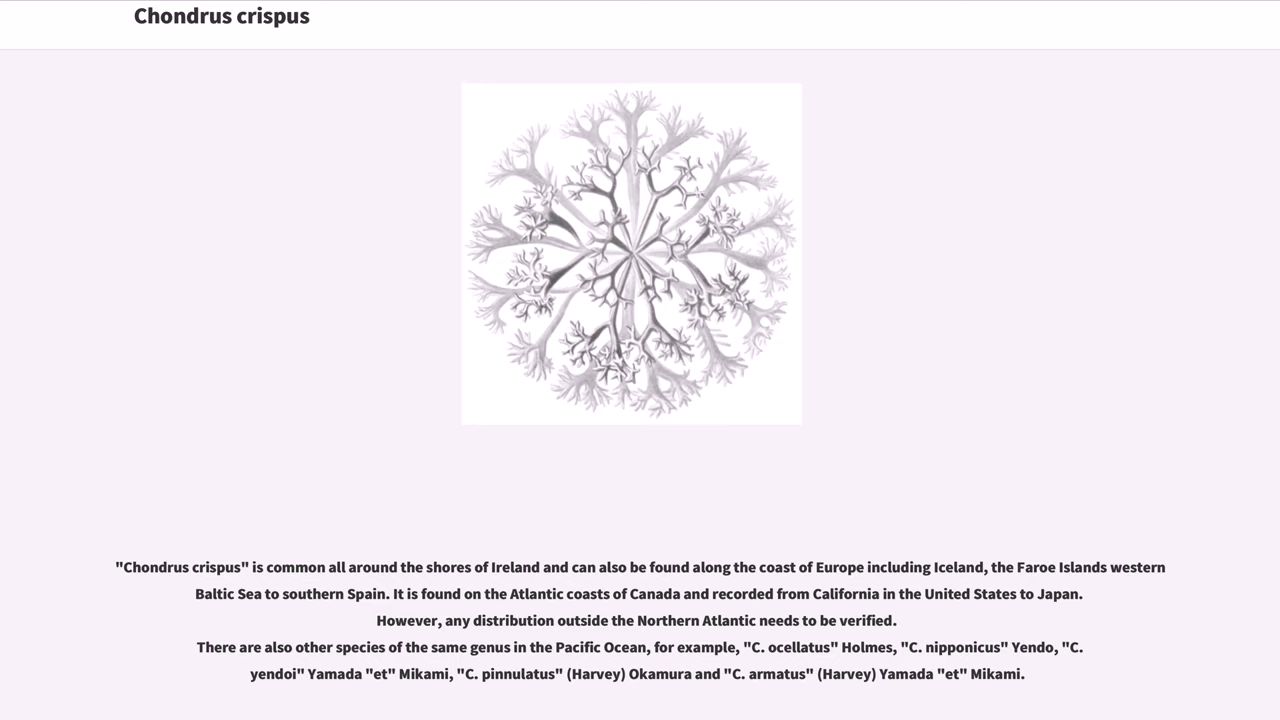 Chondrus crispus
"Chondrus crispus" is common all around the shores of Ireland and can also be found along the coast of Europe including Iceland, the Faroe Islands western
Baltic Sea to southern Spain. It is found on the Atlantic coasts of Canada and recorded from California in the United States to Japan.
However, any distribution outside the Northern Atlantic needs to be verified.
There are also other species of the same genus in the Pacific Ocean, for example, "C. ocellatus" Holmes, "C. nipponicus" Yendo, "C.
yendoi" Yamada "et" Mikami, "C. pinnulatus" (Harvey) Okamura and "C. armatus" (Harvey) Yamada "et" Mikami.